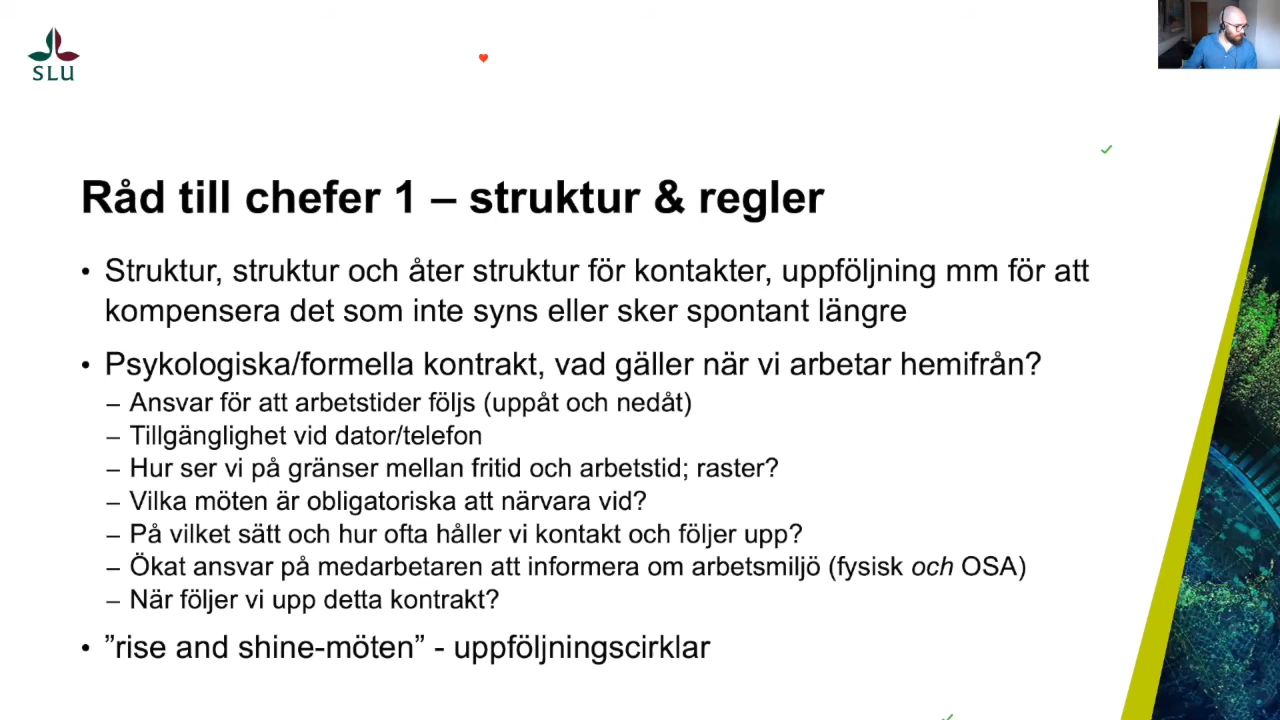 SLU
Råd till chefer 1 – struktur & regler
• Struktur, struktur och åter struktur för kontakter, uppföljning mm för att
kompensera det som inte syns eller sker spontant längre
• Psykologiska/formella kontrakt, vad gäller när vi arbetar hemifrån?
– Ansvar för att arbetstider följs (uppåt och nedåt)
– Tillgänglighet vid dator/telefon
– Hur ser vi på gränser mellan fritid och arbetstid; raster?
– Vilka möten är obligatoriska att närvara vid?
– På vilket sätt och hur ofta håller vi kontakt och följer upp?
– Ökat ansvar på medarbetaren att informera om arbetsmiljö (fysisk och OSA)
– När följer vi upp detta kontrakt?
• ”rise and shine-möten” - uppföljningscirklar